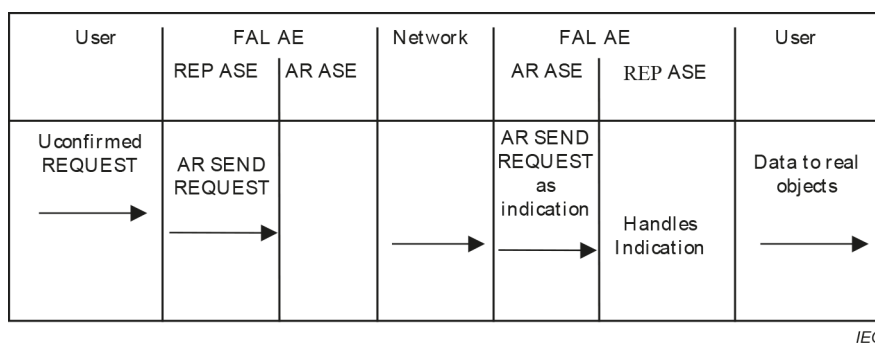 User FAL AE Network FAL AE User
REP ASE AR ASE AR ASE REP ASE
Uconfirmed
REQUEST
AR SEND
REQUEST
AR SEND
REQUEST
as
indication
Handles
Indication
Data to real
objects
IEC